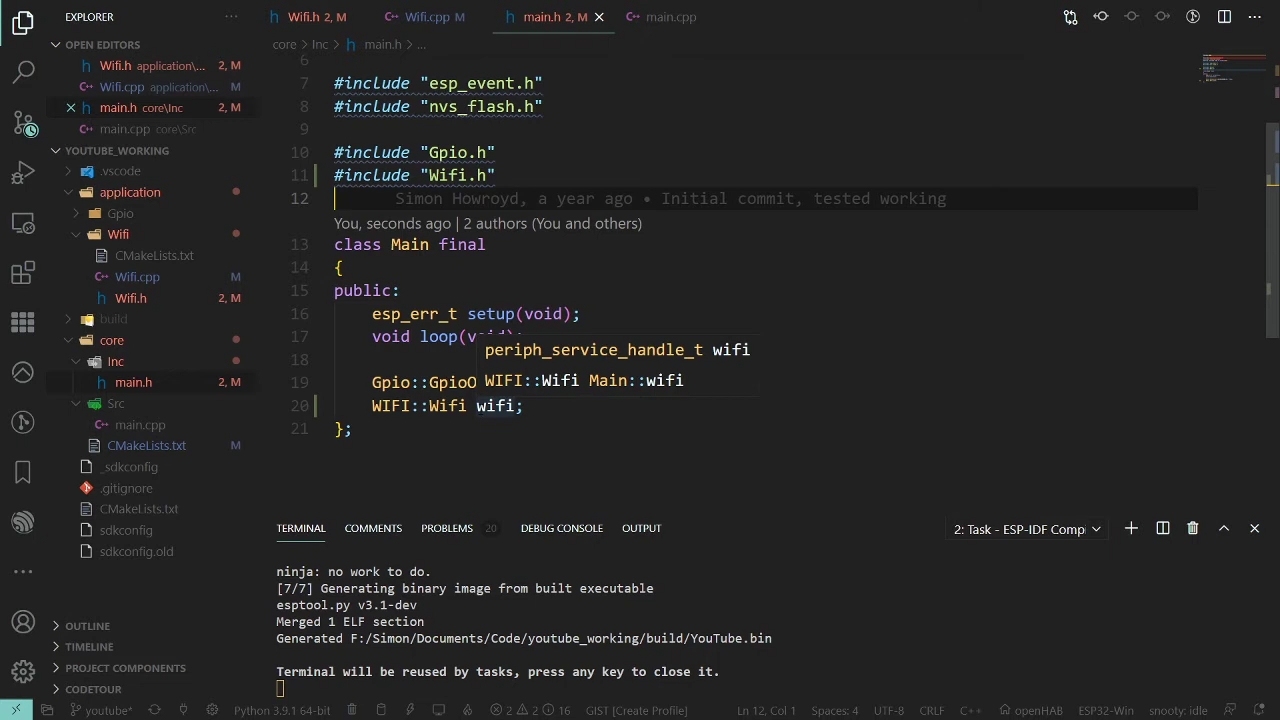 EXPLORER
Wifi.h 2, M
Wifi.cpp M
main.h 2, M
main.cpp
OPEN EDITORS
Wifi.h application\... 2, M
Wifi.cpp application\... M
main.h core\Inc 2, M
main.cpp core\Src
YOUTUBE_WORKING
.vscode
application
Gpio
Wifi
CMakeLists.txt
Wifi.cpp M
Wifi.h 2, M
build
core
Inc
main.h 2, M
Src
main.cpp
CMakeLists.txt M
_sdkconfig
.gitignore
CMakeLists.txt
sdkconfig
sdkconfig.old
OUTLINE
TIMELINE
PROJECT COMPONENTS
CODETOUR
core > Inc > main.h > ...
6
7 #include "esp_event.h"
8 #include "nvs_flash.h"
9
10 #include "Gpio.h"
11 #include "Wifi.h"
12 Simon Howroyd, a year ago • Initial commit, tested working
You, seconds ago | 2 authors (You and others)
13 class Main final
14 {
15 public:
16 esp_err_t setup(void);
17 void loop(void);
periph_service_handle_t wifi
18
WIFI::Wifi Main::wifi
19 Gpio::GpioO
20 WIFI::Wifi wifi;
21 };
TERMINAL COMMENTS PROBLEMS 20 DEBUG CONSOLE OUTPUT 2: Task - ESP-IDF Compi
ninja: no work to do.
[7/7] Generating binary image from built executable
esptool.py v3.1-dev
Merged 1 ELF section
Generated F:/Simon/Documents/Code/youtube_working/build/YouTube.bin
Terminal will be reused by tasks, press any key to close it.
youtube* Python 3.9.1 64-bit 2 2 16 GIST [Create Profile] Ln 12, Col 1 Spaces: 4 UTF-8 CRLF C++ openHAB ESP32-Win snooty: idle